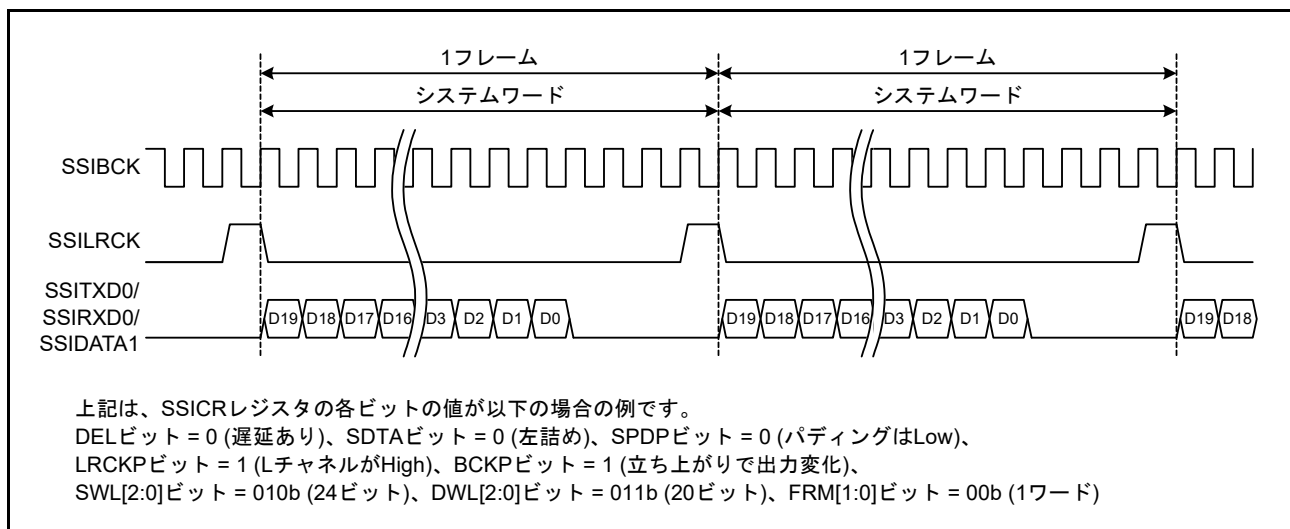 1フレーム 1フレーム
システムワード システムワード
SSIBCK
SSILRCK
SSITXD0/
SSIRXD0/
SSIDATA1
D19 D18 D17 D16 D3 D2 D1 D0 D19 D18 D17 D16 D3 D2 D1 D0 D19 D18
上記は、SSICRレジスタの各ビットの値が以下の場合の例です。
DELビット = 0 (遅延あり)、SDTAビット = 0 (左詰め)、SPDPビット = 0 (パディングはLow)、
LRCKPビット = 1 (LチャネルがHigh)、BCKPビット = 1 (立ち上がりで出力変化)、
SWL[2:0]ビット = 010b (24ビット)、DWL[2:0]ビット = 011b (20ビット)、FRM[1:0]ビット = 00b (1ワード)